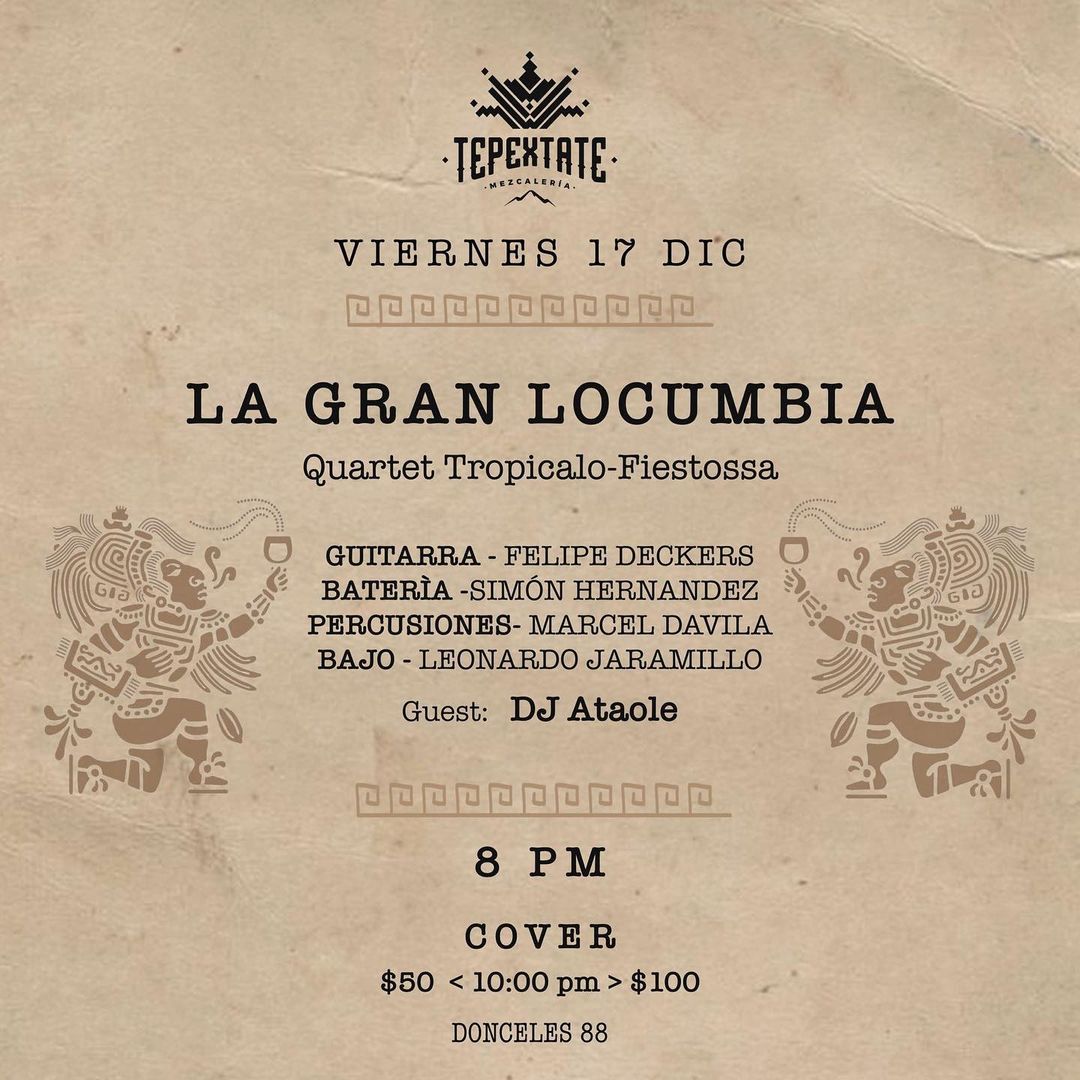 TEPEXTATE
·MEZCALERÍA·
VIERNES 17 DIC
LA GRAN LOCUMBIA
Quartet Tropicalo-Fiestossa
GUITARRA - FELIPE DECKERS
BATERÌA -SIMÓN HERNANDEZ
PERCUSIONES- MARCEL DAVILA
BAJO - LEONARDO JARAMILLO
Guest: DJ Ataole
8 PM
COVER
$50 < 10:00 pm > $100
DONCELES 88